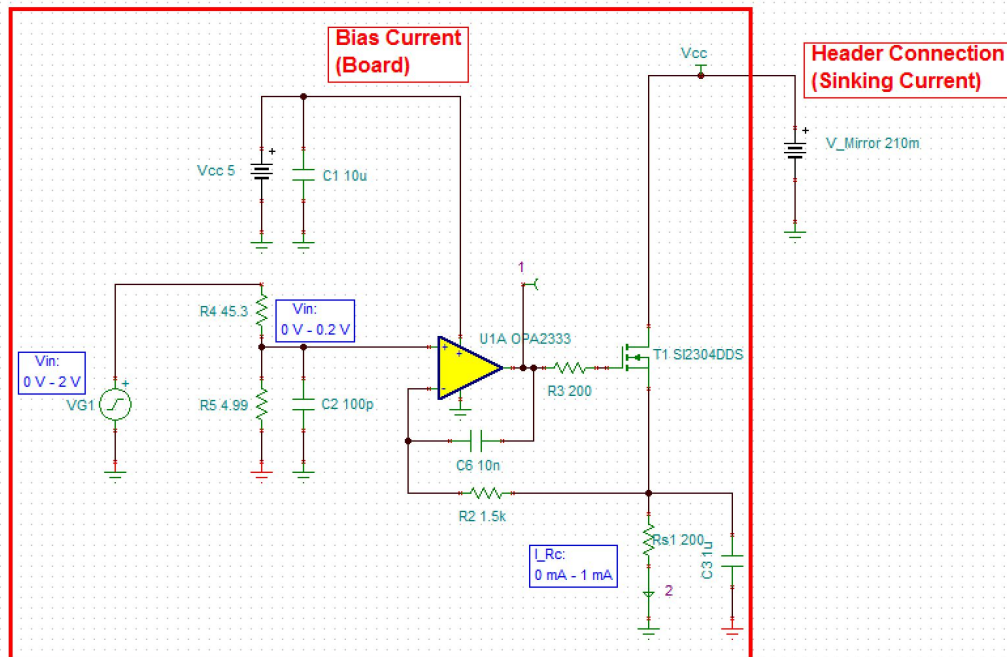 Bias Current
(Board)
Vcc
Header Connection
(Sinking Current)
V_Mirror 210m
Vcc 5
C1 10u
1
R4 45.3
Vin:
0 V - 0.2 V
U1A OPA2333
T1 SI2304DDS
Vin:
0 V - 2 V
VG1
R5 4.99
C2 100p
R3 200
C6 10n
R2 1.5k
I_Rc:
0 mA - 1 mA
Rs1 200
C3 1u
2